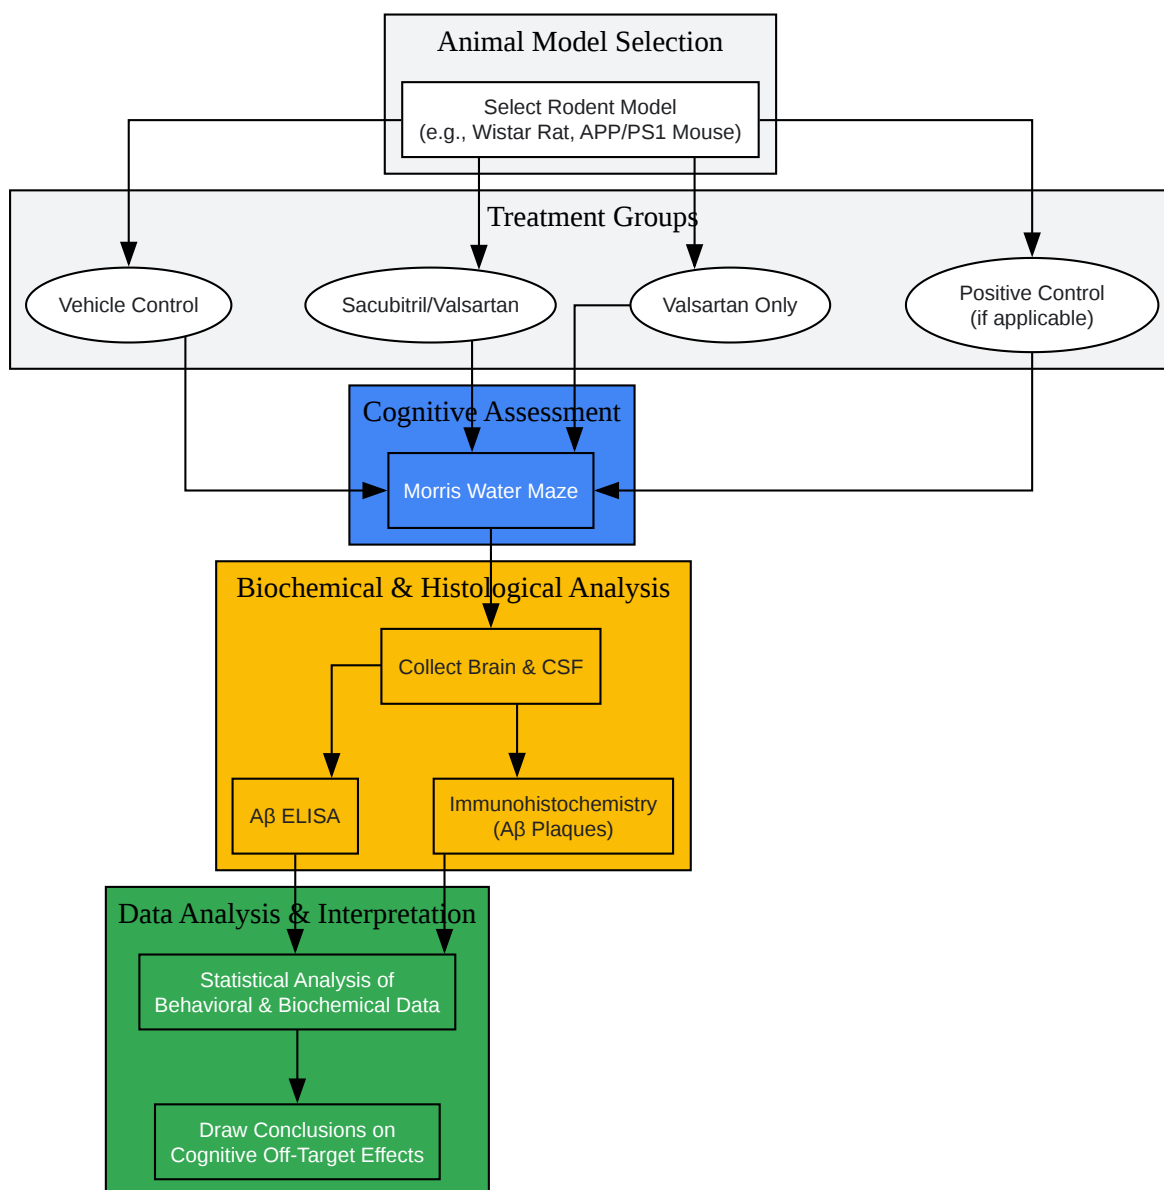 Animal Model Selection
Select Rodent Model
(e.g., Wistar Rat, APP/PS1 Mouse)
Treatment Groups
Vehicle Control
Sacubitril/Valsartan
Valsartan Only
Positive Control
(if applicable)
Cognitive Assessment
Morris Water Maze
Biochemical & Histological Analysis
Collect Brain & CSF
Aβ ELISA
Immunohistochemistry
(Aβ Plaques)
Data Analysis & Interpretation
Statistical Analysis of
Behavioral & Biochemical Data
Draw Conclusions on
Cognitive Off-Target Effects